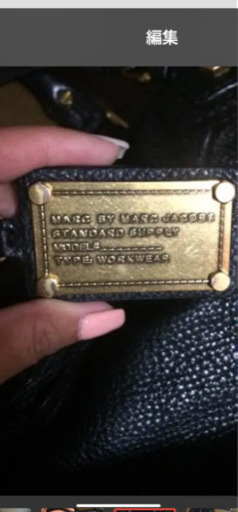 編集
MARC BY MARC JACOBS
STANDARD SUPPLY
MODEL:
TYPE: WORKWEAR